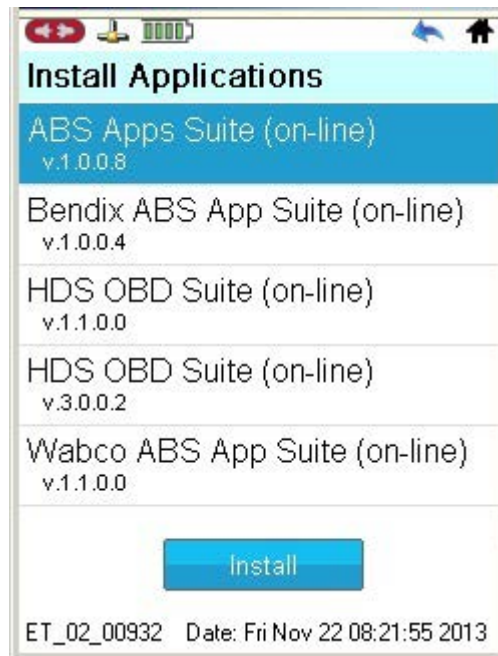 Install Applications
ABS Apps Suite (on-line)
v.1.0.0.8
Bendix ABS App Suite (on-line)
v.1.0.0.4
HDS OBD Suite (on-line)
v.1.1.0.0
HDS OBD Suite (on-line)
v.3.0.0.2
Wabco ABS App Suite (on-line)
v.1.1.0.0
Install
ET_02_00932 Date: Fri Nov 22 08:21:55 2013